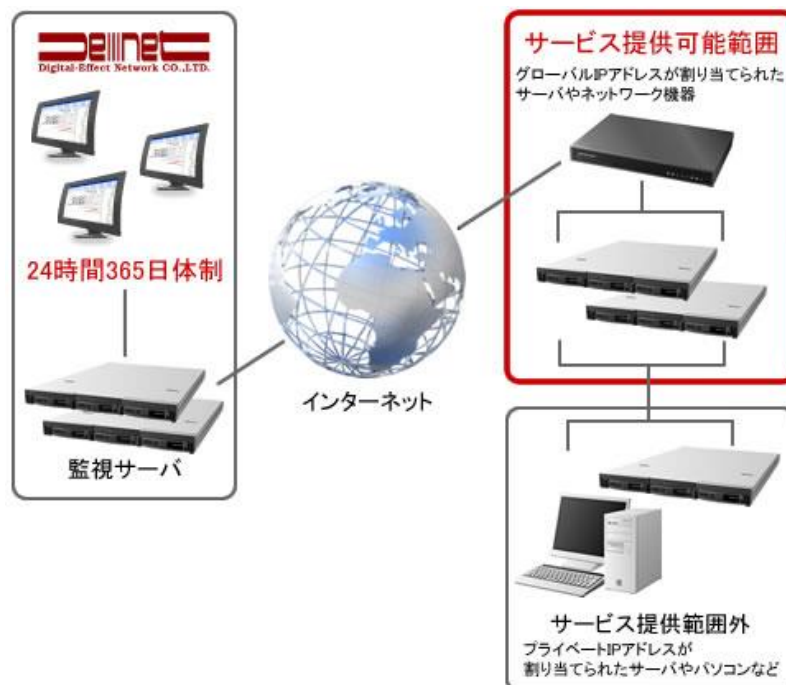 Dellnet
Digital-Effect Network CO.,LTD.
24時間365日体制
監視サーバ
インターネット
サービス提供可能範囲
グローバルIPアドレスが割り当てられた
サーバやネットワーク機器
サービス提供範囲外
プライベートIPアドレスが
割り当てられたサーバやパソコンなど